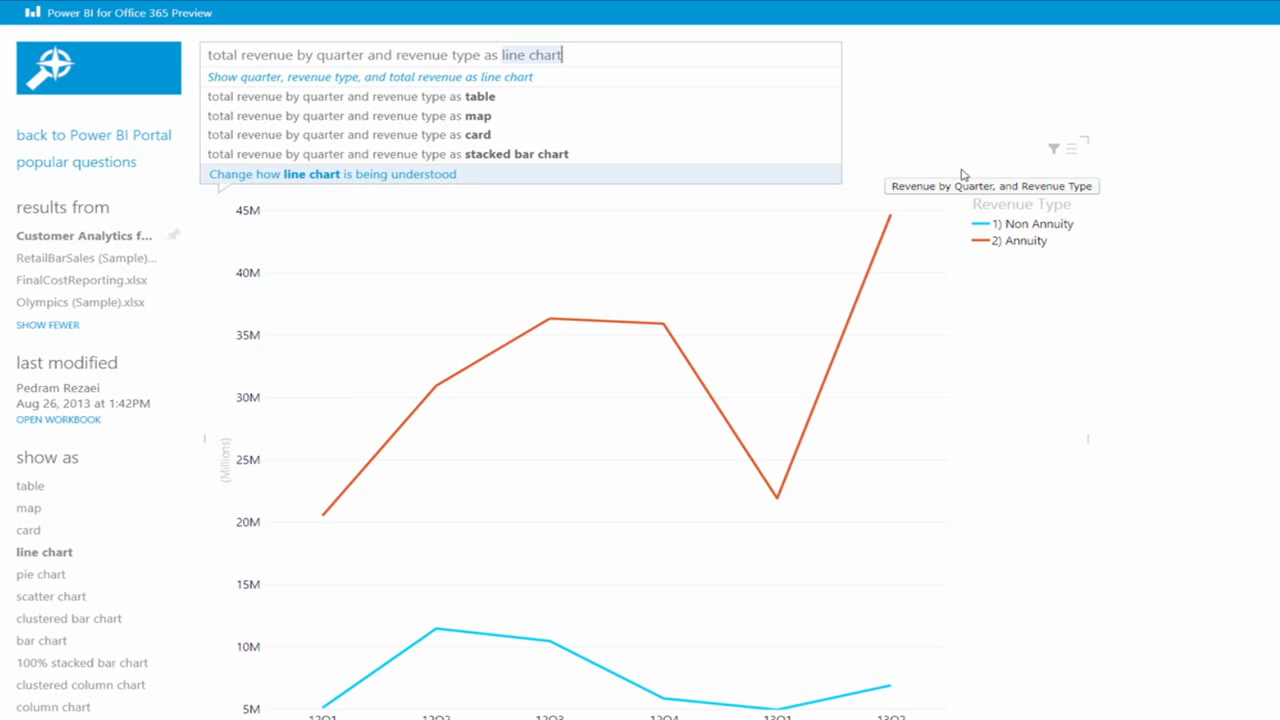 Power BI for Office 365 Preview
total revenue by quarter and revenue type as line chart
Show quarter, revenue type, and total revenue as line chart
total revenue by quarter and revenue type as table
total revenue by quarter and revenue type as map
total revenue by quarter and revenue type as card
total revenue by quarter and revenue type as stacked bar chart
Change how line chart is being understood
back to Power BI Portal
popular questions
results from
Customer Analytics f...
RetailBarSales (Sample)...
FinalCostReporting.xlsx
Olympics (Sample).xlsx
SHOW FEWER
last modified
Pedram Rezaei
Aug 26, 2013 at 1:42PM
OPEN WORKBOOK
show as
table
map
card
line chart
pie chart
scatter chart
clustered bar chart
bar chart
100% stacked bar chart
clustered column chart
column chart
Revenue by Quarter, and Revenue Type
Revenue Type
1) Non Annuity
2) Annuity
(Millions)
45M
40M
35M
30M
25M
20M
15M
10M
5M
12Q1 12Q2 12Q3 12Q4 13Q1 13Q2